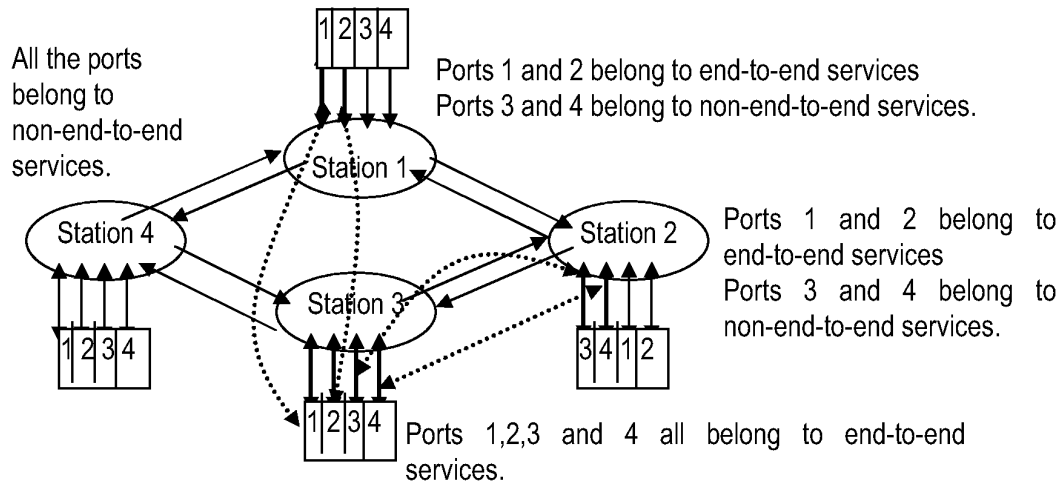 1 2 3 4
All the ports
belong to
non-end-to-end
services.
Ports 1 and 2 belong to end-to-end services
Ports 3 and 4 belong to non-end-to-end services.
Station 1
Station 4
Station 2
Ports 1 and 2 belong to
end-to-end services
Ports 3 and 4 belong to
non-end-to-end services.
Station 3
1 2 3 4
3 4 1 2
1 2 3 4
Ports 1,2,3 and 4 all belong to end-to-end
services.